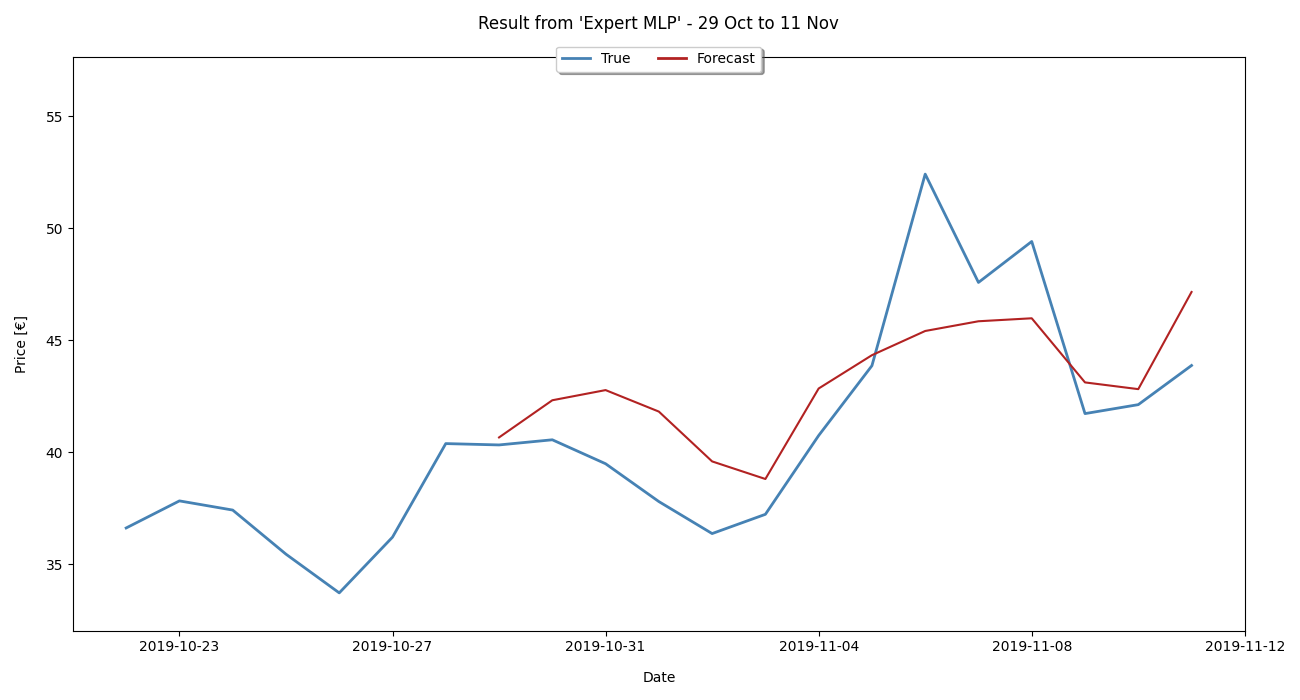 Result from 'Expert MLP' - 29 Oct to 11 Nov
True Forecast
Price [€]
55
50
45
40
35
2019-10-23 2019-10-27 2019-10-31 2019-11-04 2019-11-08 2019-11-12
Date